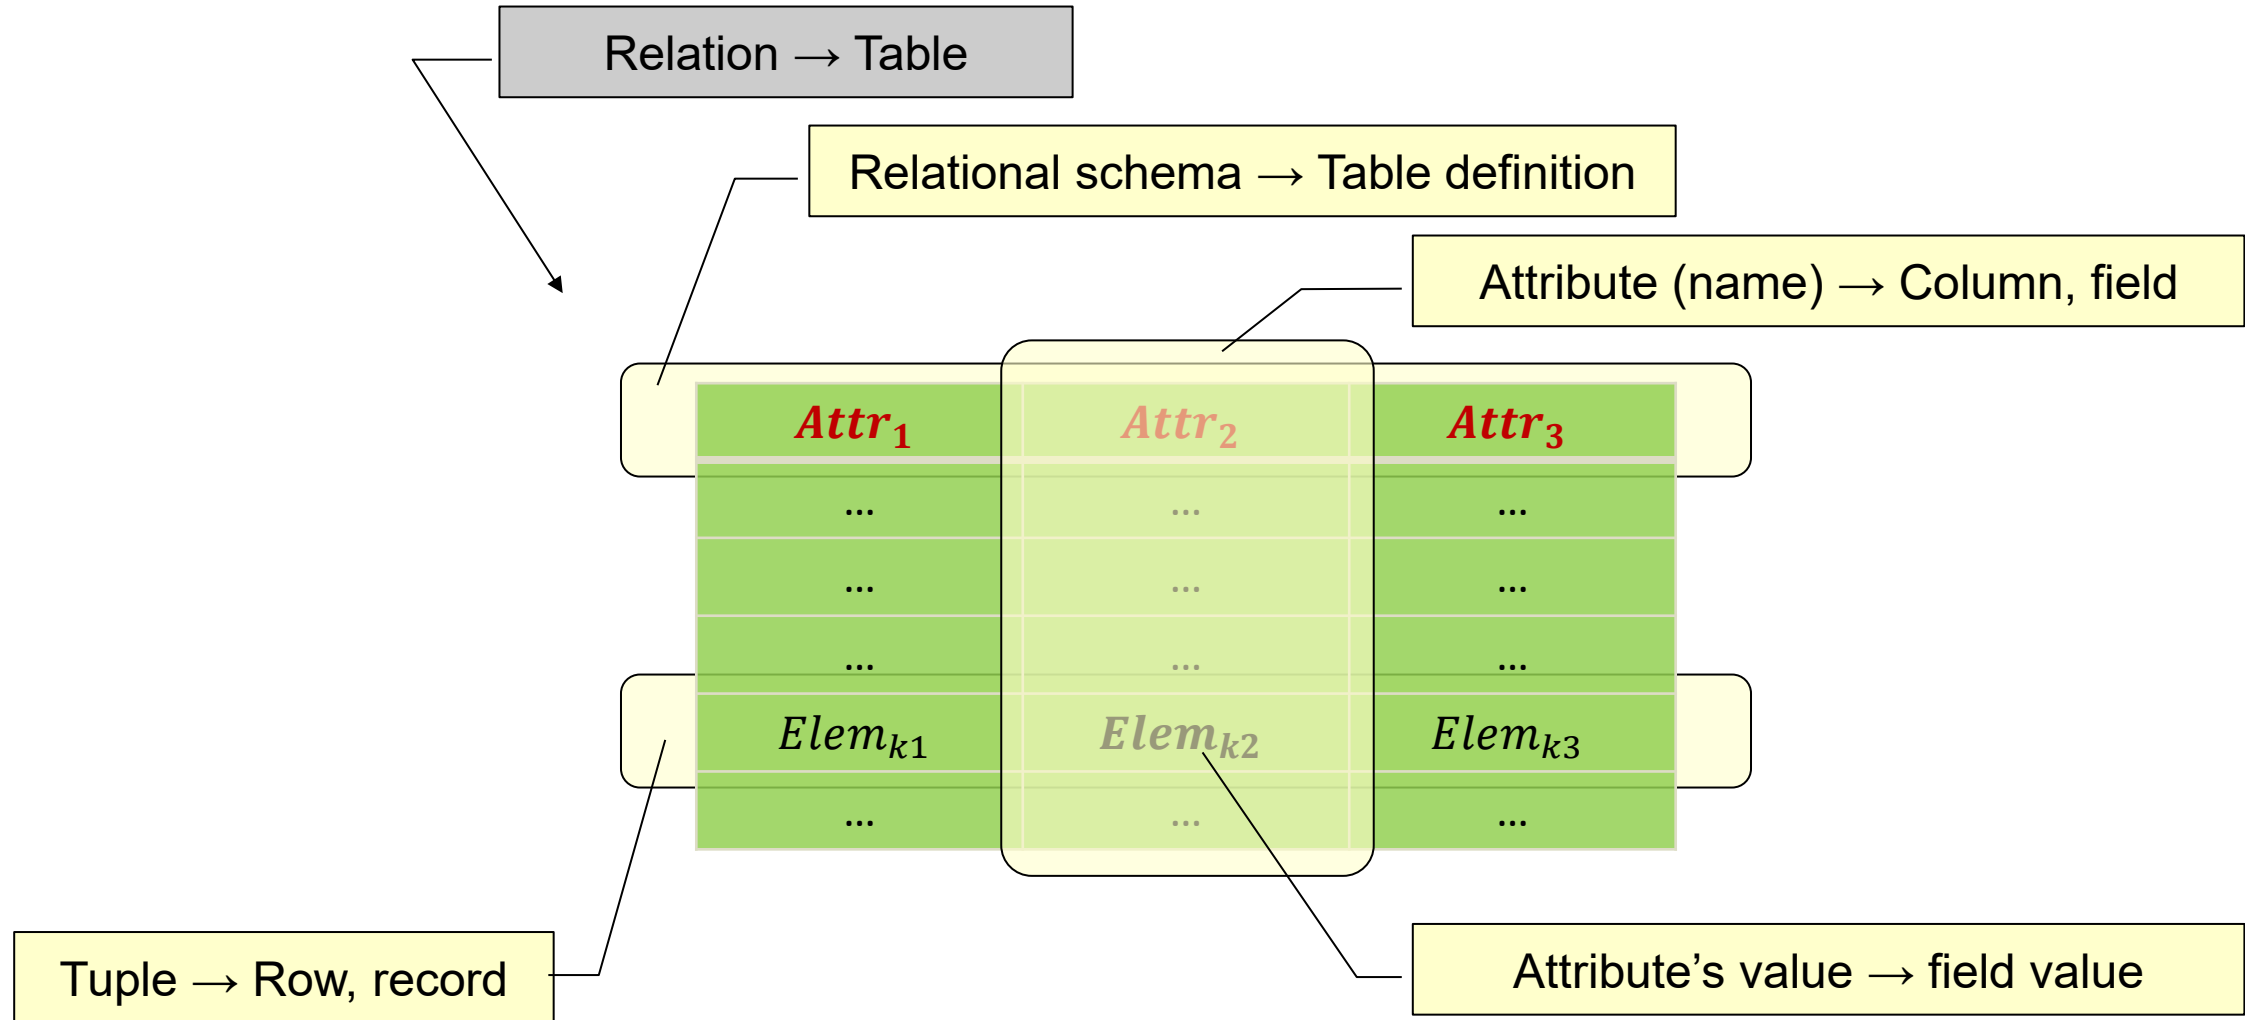 Relation → Table
Relational schema → Table definition
Attribute (name) → Column, field
Attr₁ Attr₂ Attr₃
... ... ...
... ... ...
... ... ...
Elemₖ₁ Elemₖ₂ Elemₖ₃
... ... ...
Tuple → Row, record
Attribute’s value → field value